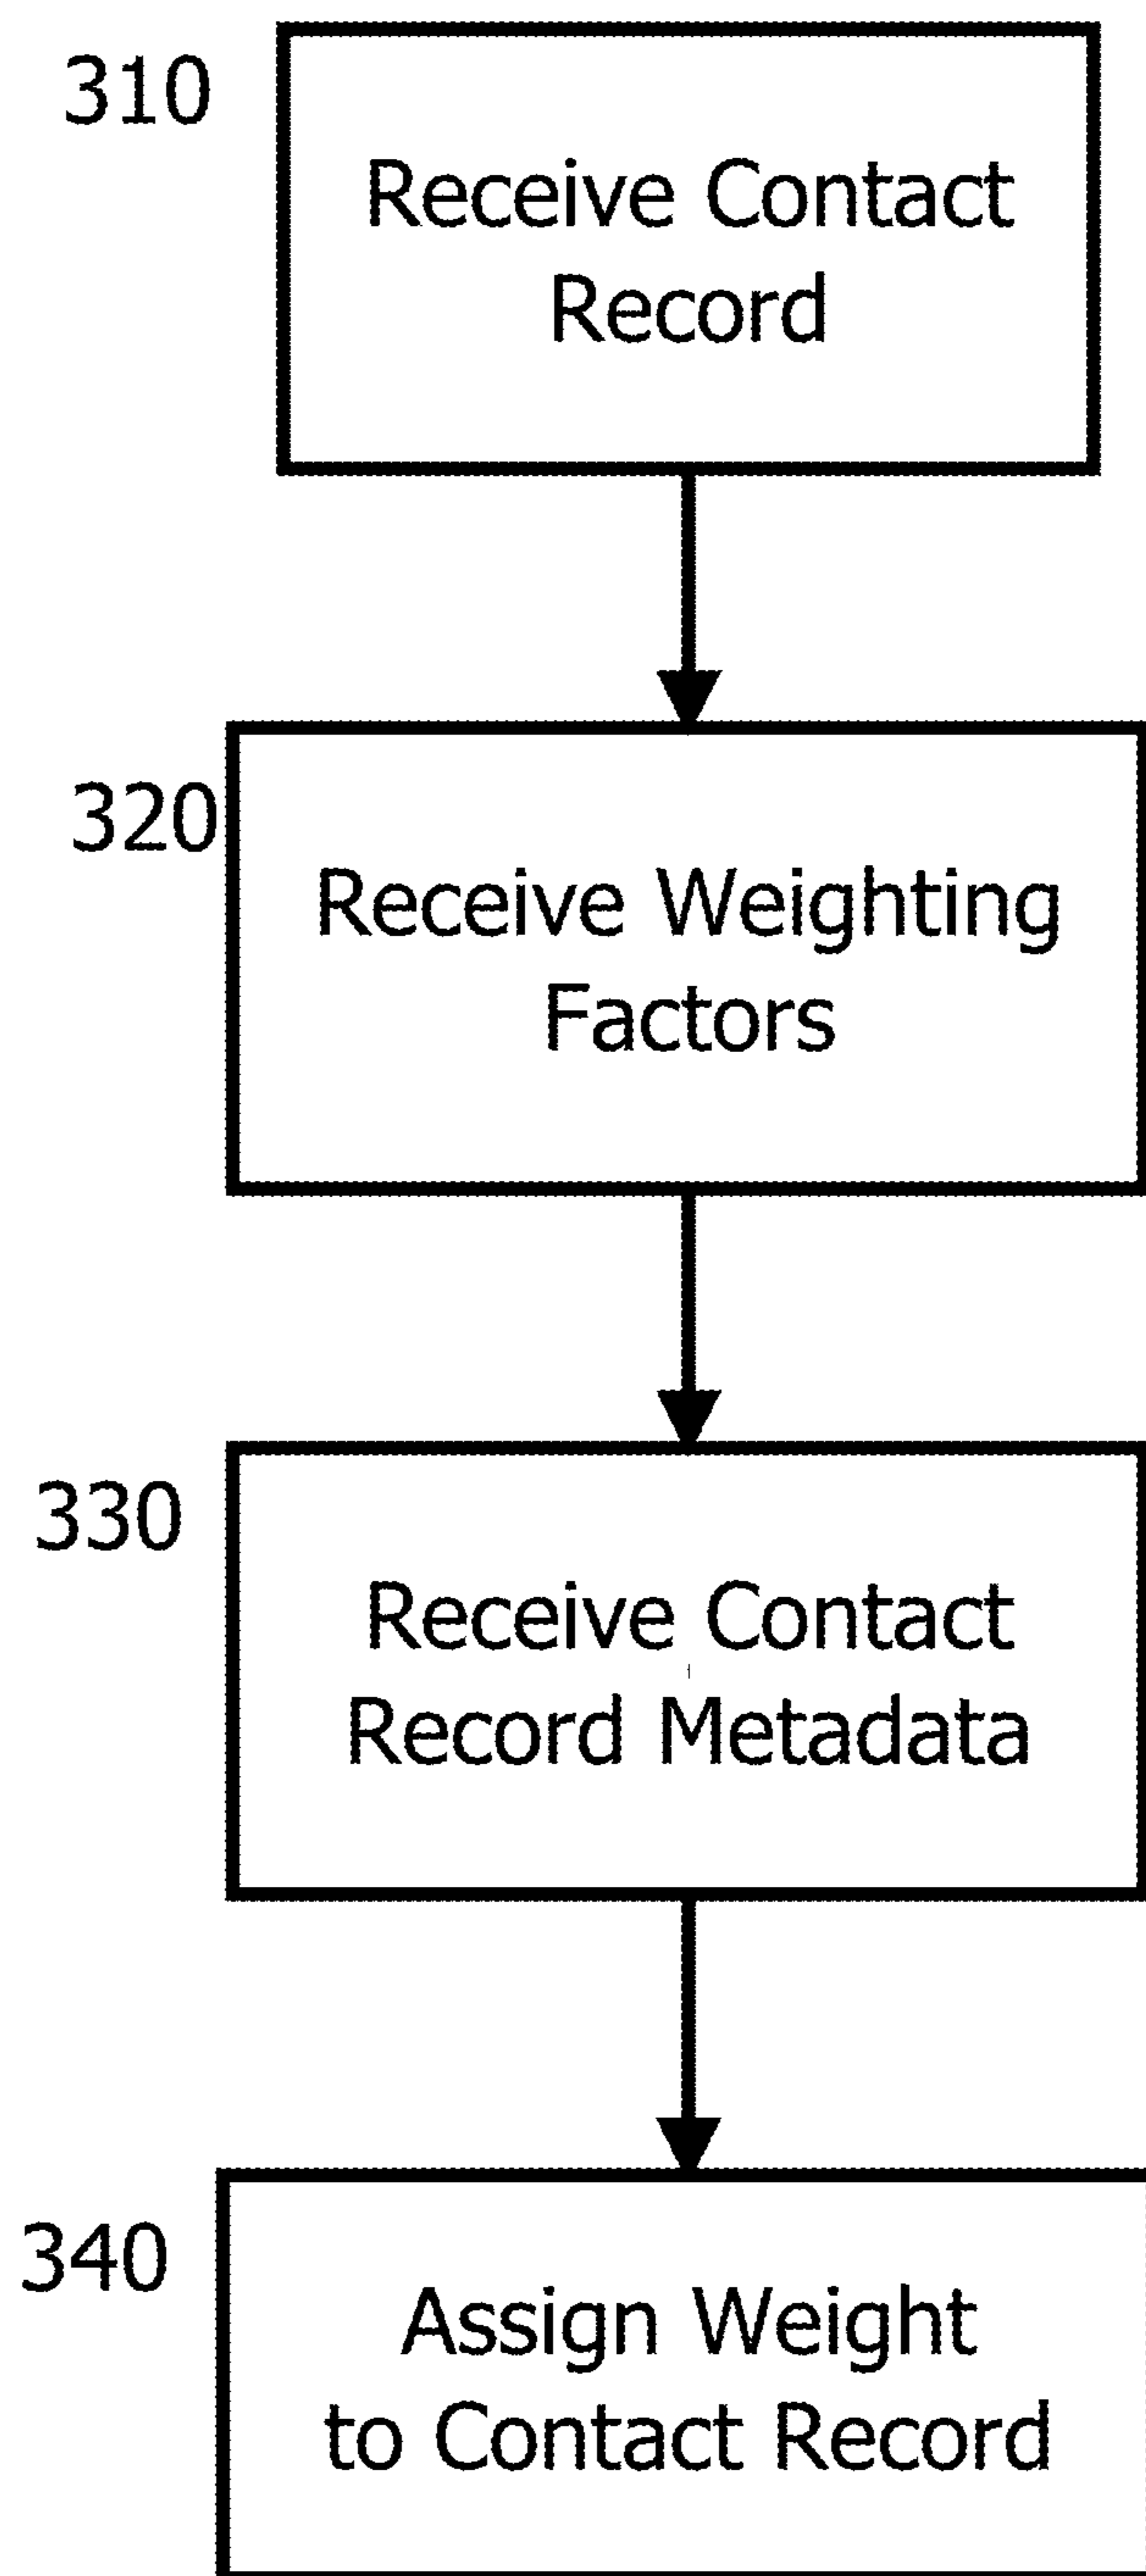 310
Receive Contact
Record
320
Receive Weighting
Factors
330
Receive Contact
Record Metadata
340
Assign Weight
to Contact Record